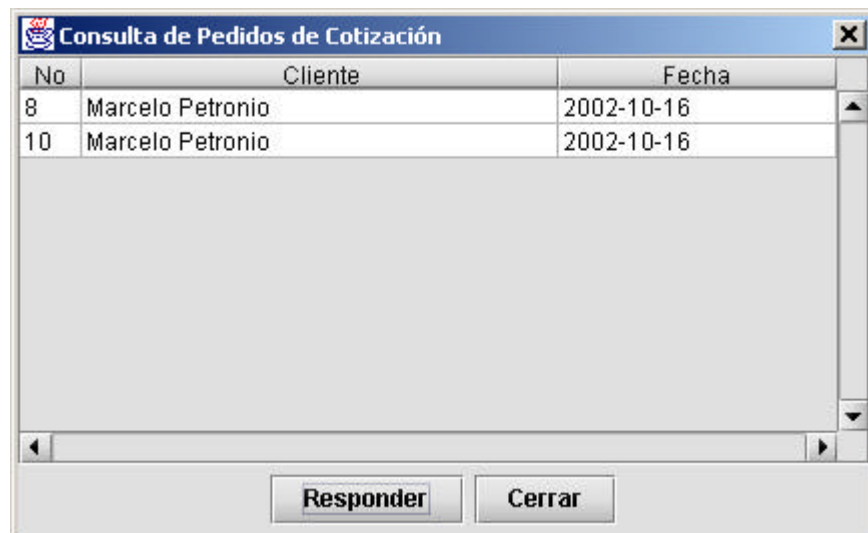 Consulta de Pedidos de Cotización
No Cliente Fecha
8 Marcelo Petronio 2002-10-16
10 Marcelo Petronio 2002-10-16
Responder Cerrar